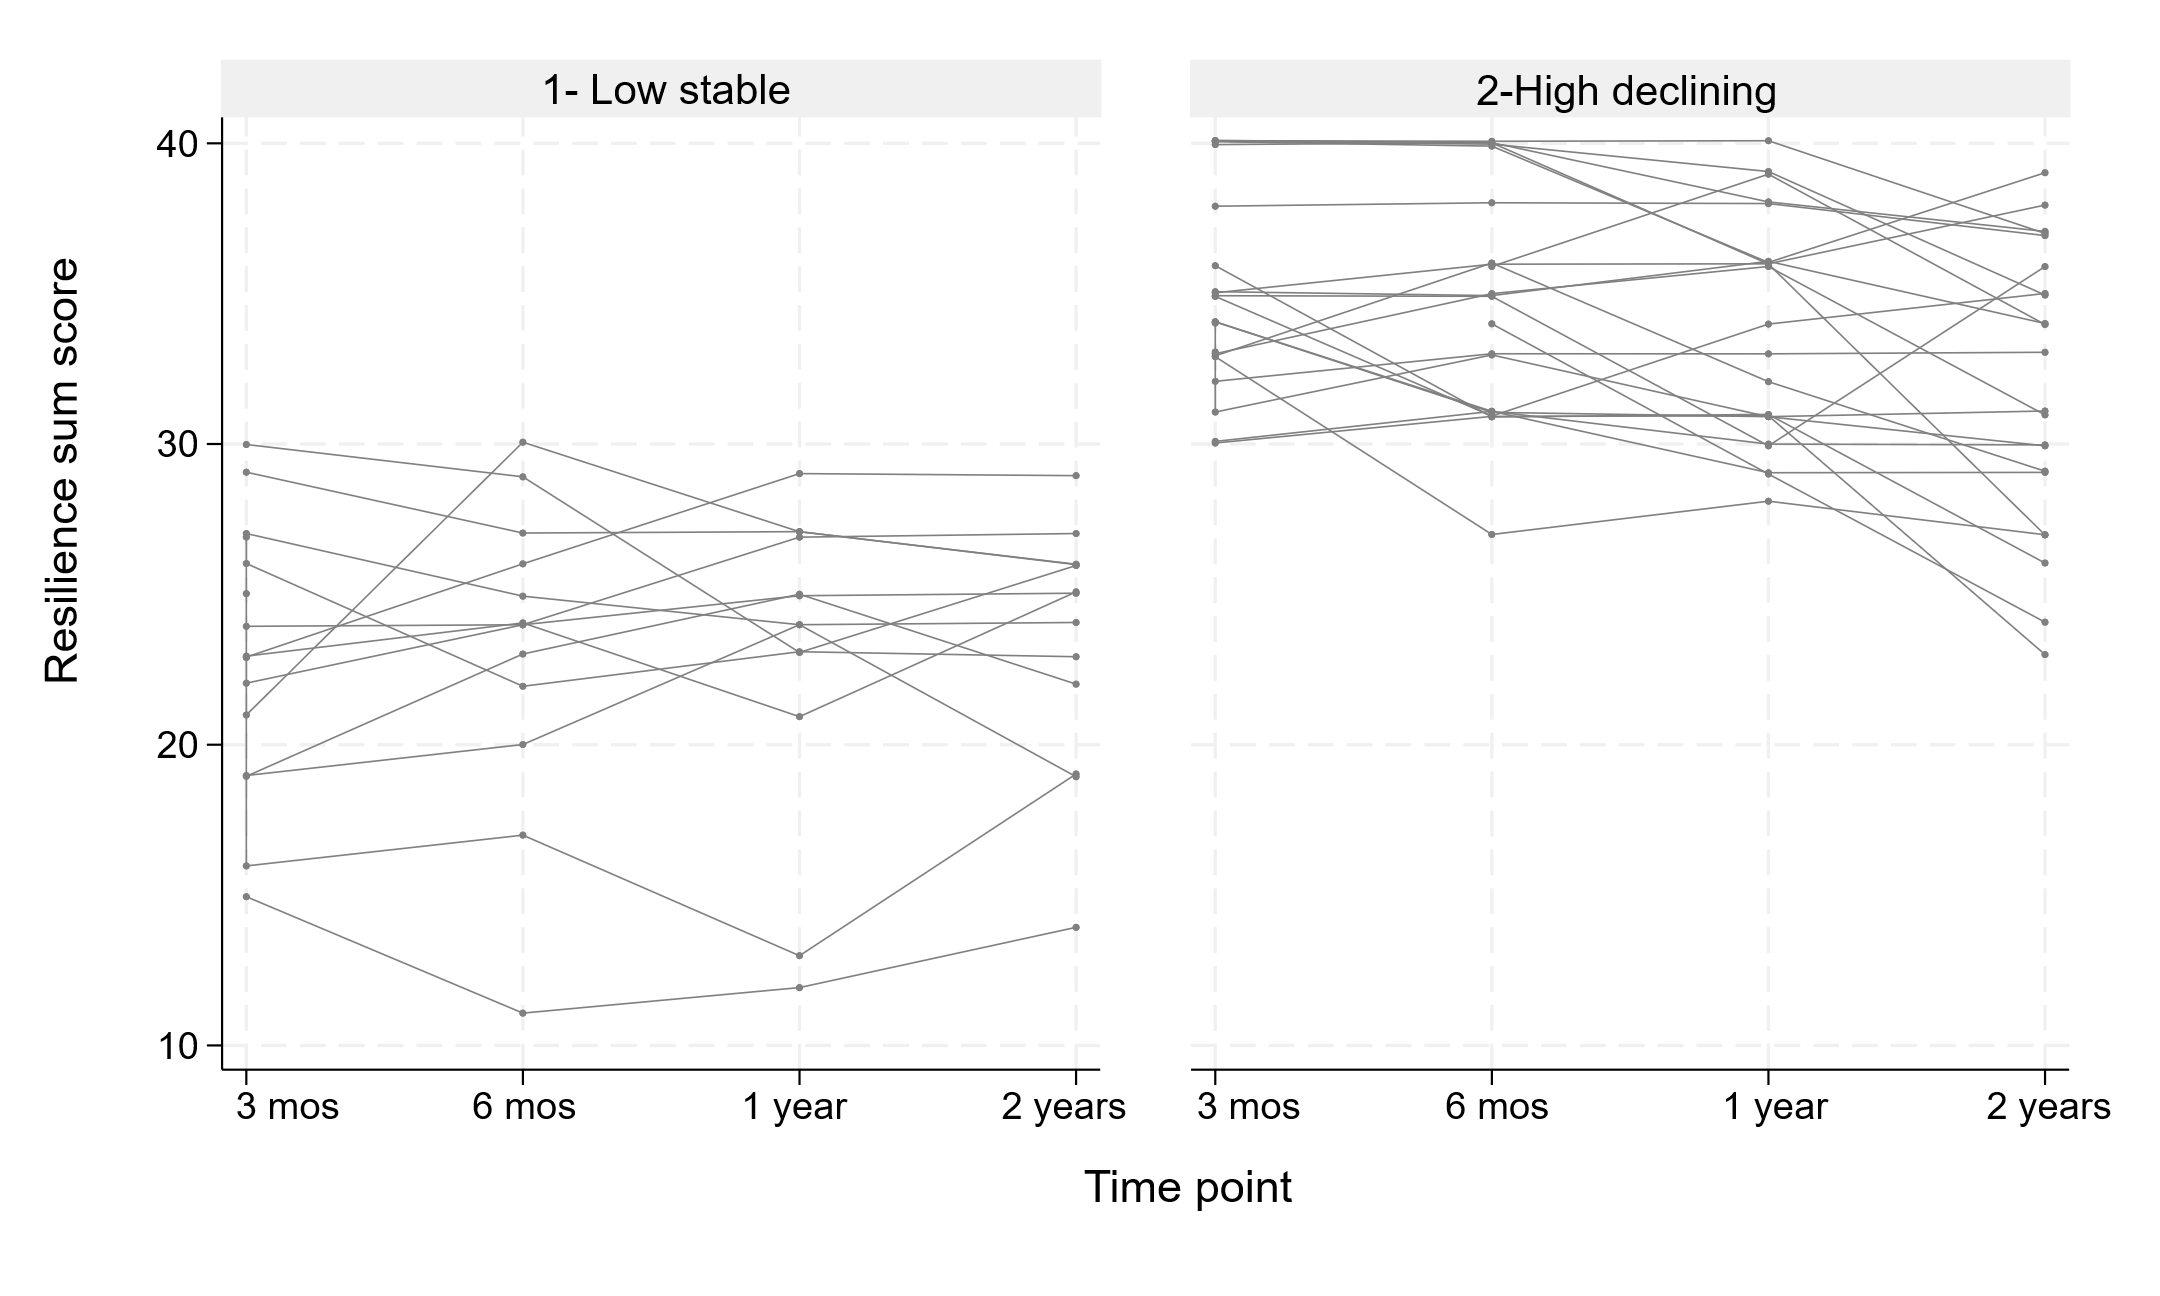 1- Low stable
2-High declining
Resilience sum score
40
30
20
10
3 mos
6 mos
1 year
2 years
3 mos
6 mos
1 year
2 years
Time point